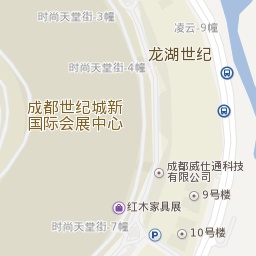 时尚天堂街-3幢
凌云-9幢
龙湖世纪
时尚天堂街-4幢
成都世纪城新
国际会展中心
成都威仕通科技
有限公司
9号楼
红木家具展
时尚天堂街-7幢
P
10号楼